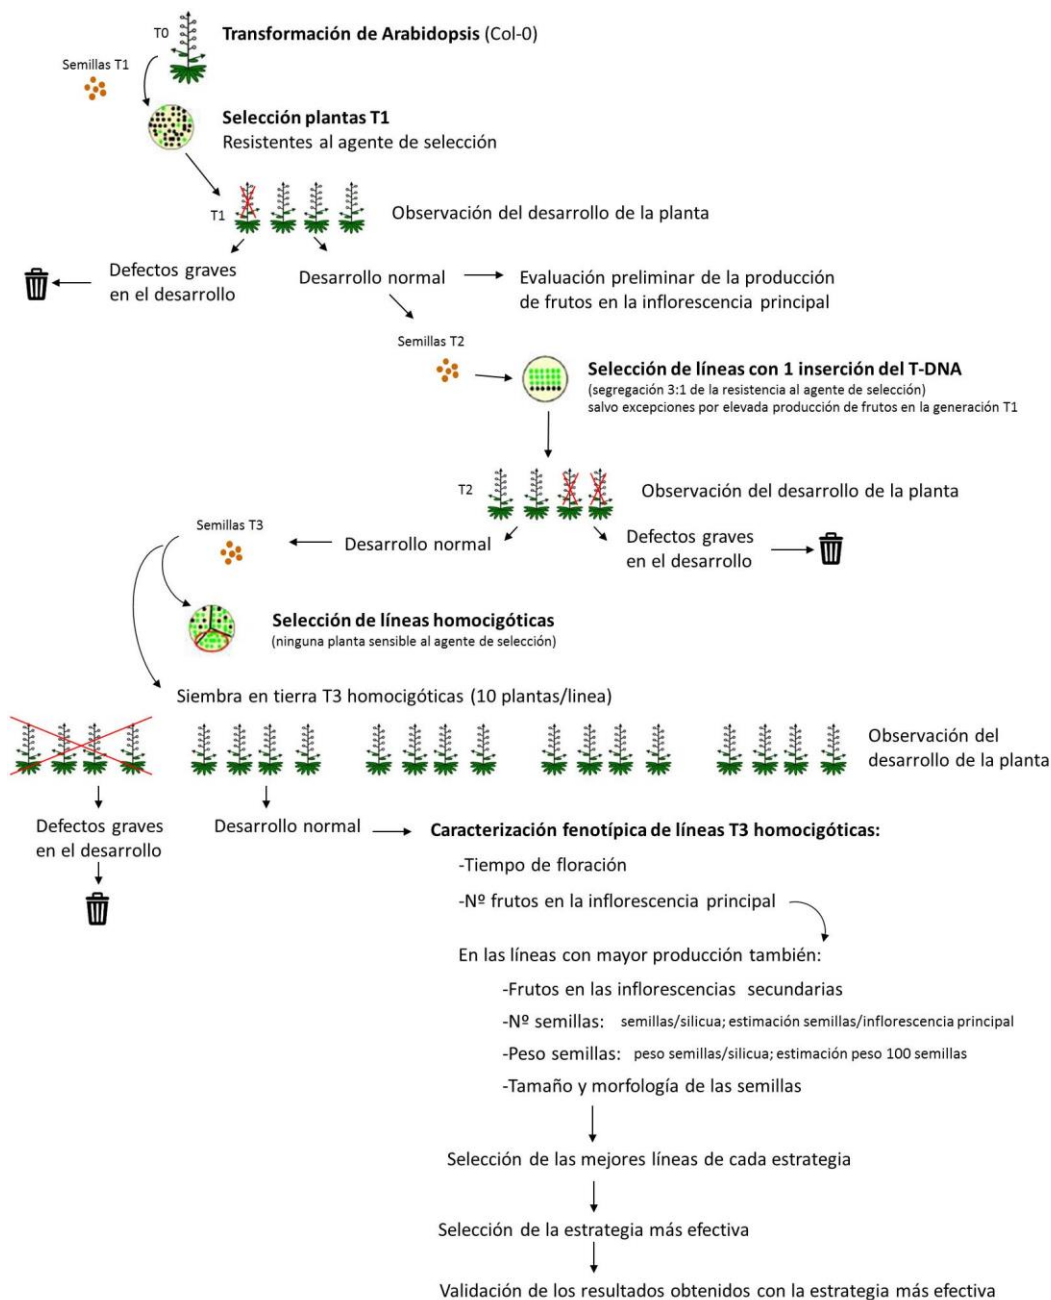 T0
Transformación de Arabidopsis (Col-0)
Semillas T1
Selección plantas T1
Resistentes al agente de selección
T1
Observación del desarrollo de la planta
Defectos graves
en el desarrollo
Desarrollo normal
Evaluación preliminar de la producción
de frutos en la inflorescencia principal
Semillas T2
Selección de líneas con 1 inserción del T-DNA
(segregación 3:1 de la resistencia al agente de selección)
salvo excepciones por elevada producción de frutos en la generación T1
T2
Observación del desarrollo de la planta
Semillas T3
Desarrollo normal
Defectos graves
en el desarrollo
Selección de líneas homocigóticas
(ninguna planta sensible al agente de selección)
Siembra en tierra T3 homocigóticas (10 plantas/linea)
Observación del
desarrollo de la planta
Defectos graves
en el desarrollo
Desarrollo normal
Caracterización fenotípica de líneas T3 homocigóticas:
-Tiempo de floración
-Nº frutos en la inflorescencia principal
En las líneas con mayor producción también:
-Frutos en las inflorescencias secundarias
-Nº semillas: semillas/silicua; estimación semillas/inflorescencia principal
-Peso semillas: peso semillas/silicua; estimación peso 100 semillas
-Tamaño y morfología de las semillas
Selección de las mejores líneas de cada estrategia
Selección de la estrategia más efectiva
Validación de los resultados obtenidos con la estrategia más efectiva